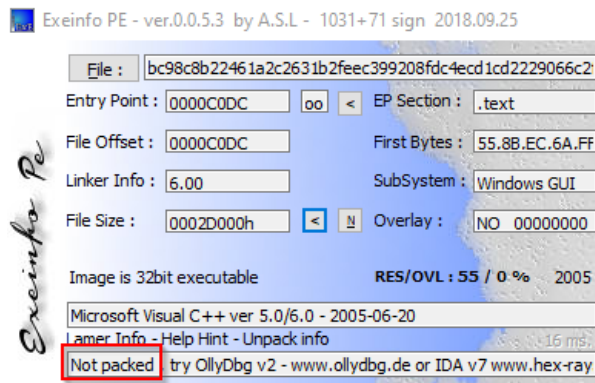 Exeinfo PE - ver.0.0.5.3 by A.S.L - 1031+71 sign 2018.09.25
File : bc98c8b22461a2c2631b2feec399208fdc4ecd1cd2229066c2
Entry Point : 0000C0DC oo < EP Section : .text
File Offset : 0000C0DC First Bytes : 55.8B.EC.6A.FF
Linker Info : 6.00 SubSystem : Windows GUI
File Size : 0002D000h < N Overlay : NO 00000000
Image is 32bit executable RES/OVL : 55 / 0 % 2005
Microsoft Visual C++ ver 5.0/6.0 - 2005-06-20
Lamer Info - Help Hint - Unpack info 16 ms.
Not packed , try OllyDbg v2 - www.ollydbg.de or IDA v7 www.hex-ray
Exeinfo Pe